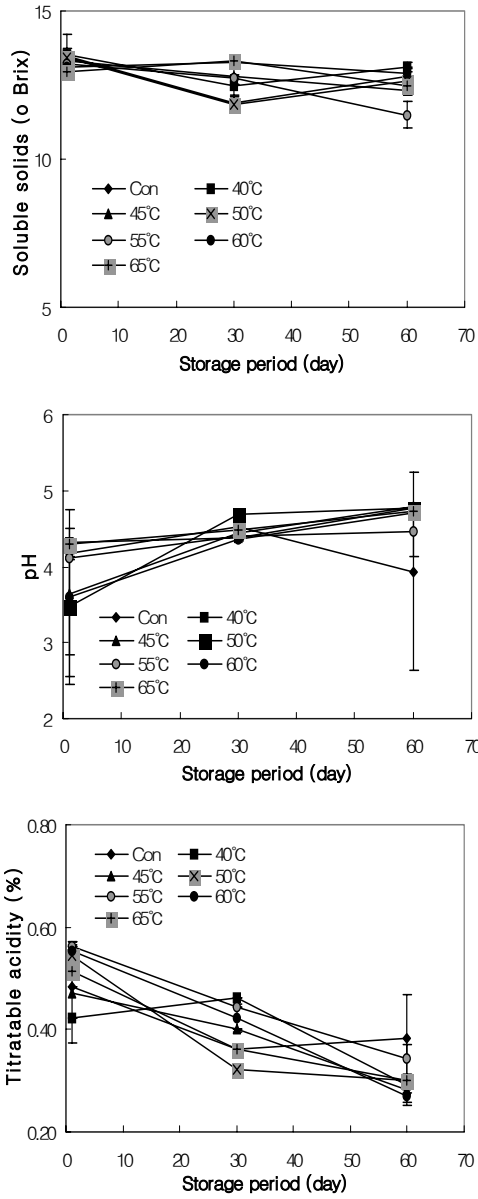 Soluble solids (o Brix)
15
10
5
Con 40℃
45℃ 50℃
55℃ 60℃
65℃
0 10 20 30 40 50 60 70
Storage period (day)
pH
6
5
4
3
2
Con 40℃
45℃ 50℃
55℃ 60℃
65℃
0 10 20 30 40 50 60 70
Storage period (day)
Titratable acidity (%)
0.80
0.60
0.40
0.20
Con 40℃
45℃ 50℃
55℃ 60℃
65℃
0 10 20 30 40 50 60 70
Storage period (day)